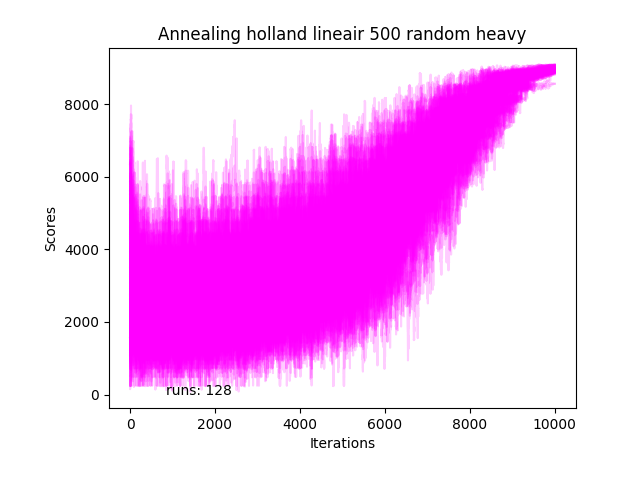 Annealing holland lineair 500 random heavy
Scores
8000
6000
4000
2000
0
runs: 128
0 2000 4000 6000 8000 10000
Iterations